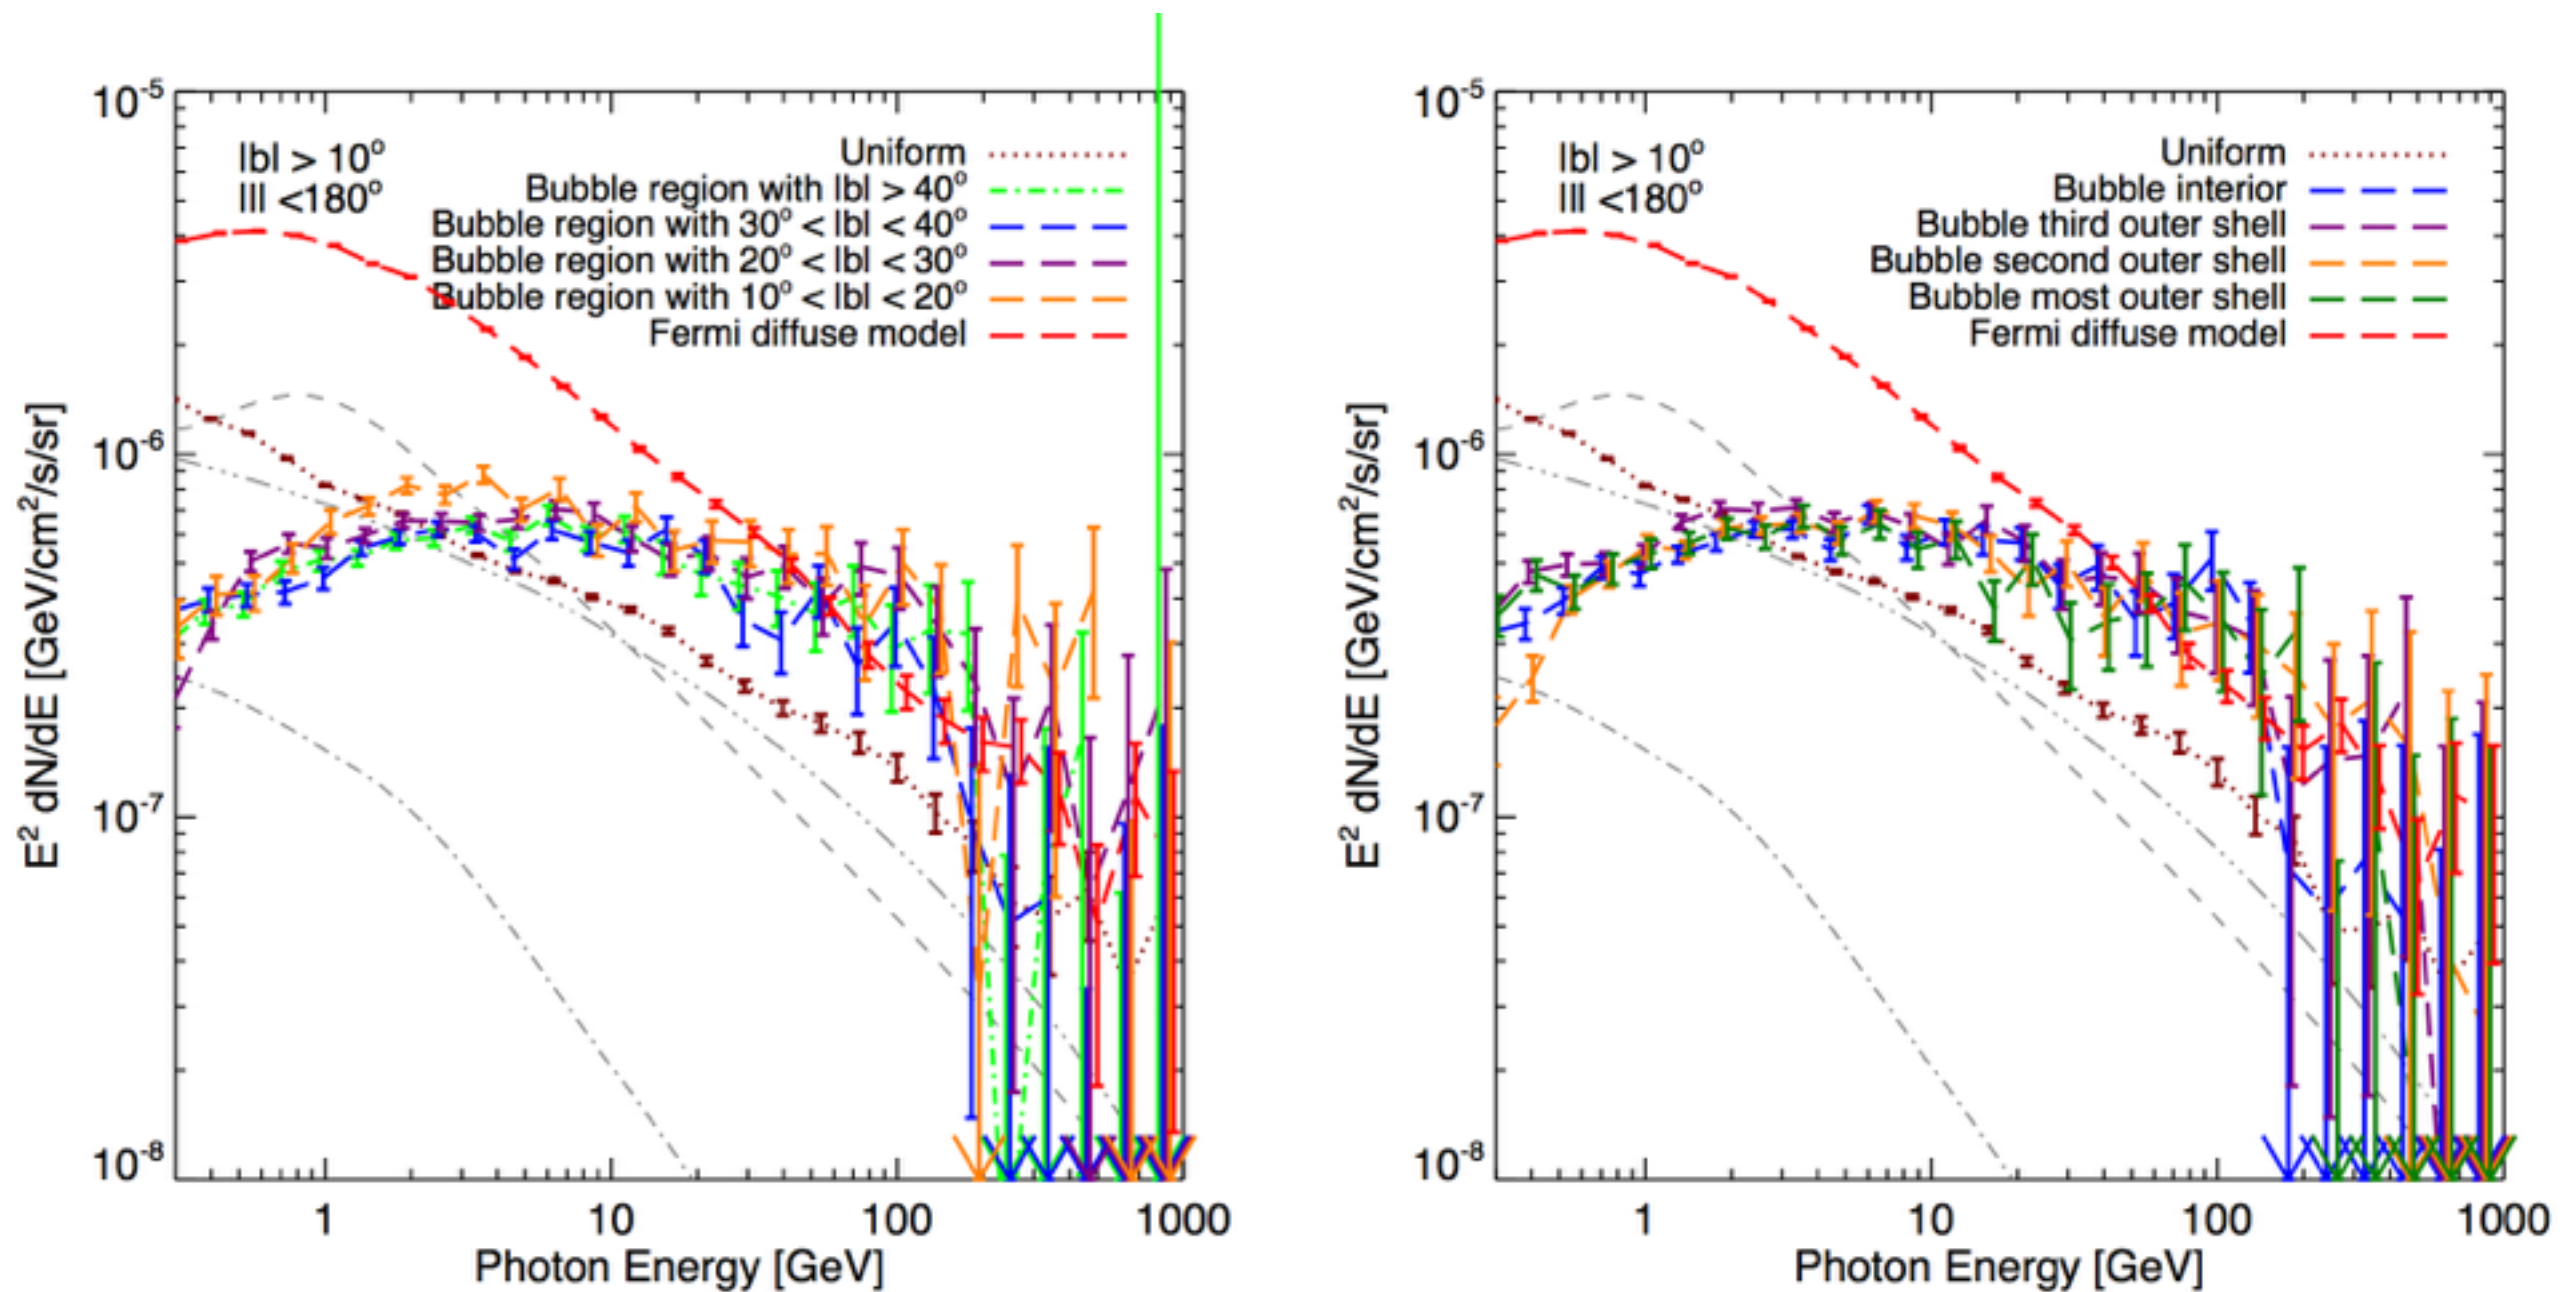 10⁻⁵
|b| > 10°
|l| <180°
Uniform
Bubble region with |b| > 40°
Bubble region with 30° < |b| < 40°
Bubble region with 20° < |b| < 30°
Bubble region with 10° < |b| < 20°
Fermi diffuse model
10⁻⁶
10⁻⁷
10⁻⁸
E² dN/dE [GeV/cm²/s/sr]
1 10 100 1000
Photon Energy [GeV]
10⁻⁵
|b| > 10°
|l| <180°
Uniform
Bubble interior
Bubble third outer shell
Bubble second outer shell
Bubble most outer shell
Fermi diffuse model
10⁻⁶
10⁻⁷
10⁻⁸
E² dN/dE [GeV/cm²/s/sr]
1 10 100 1000
Photon Energy [GeV]